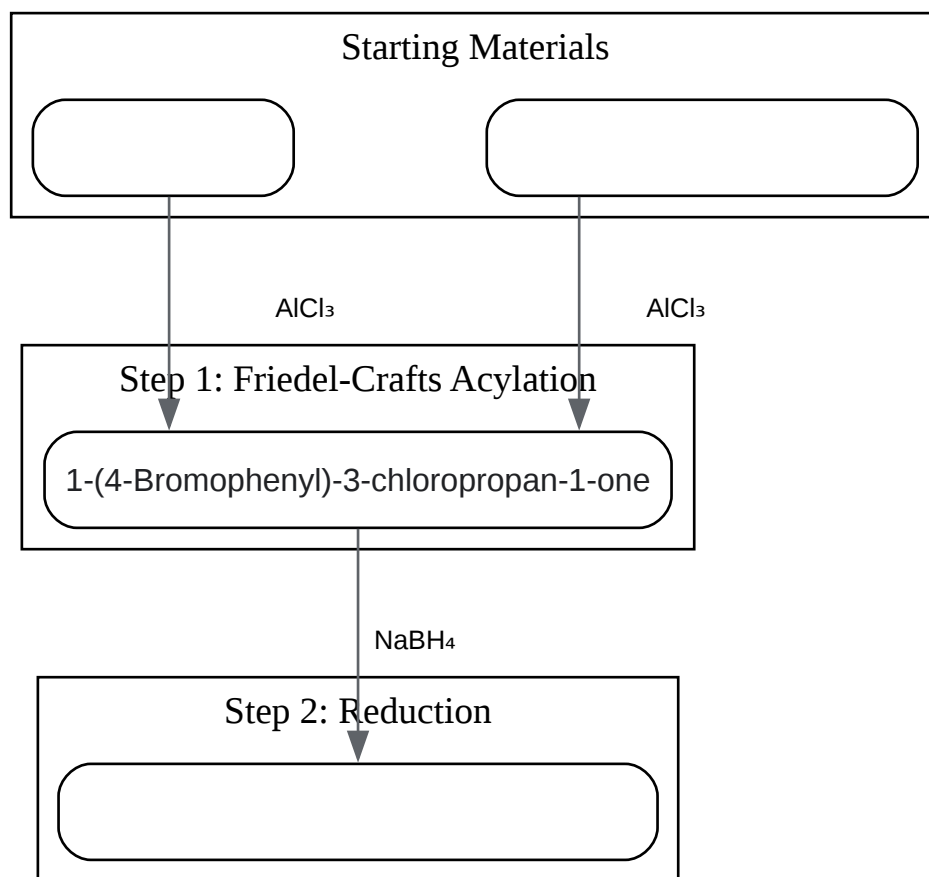 Starting Materials
AlCl₃
AlCl₃
Step 1: Friedel-Crafts Acylation
1-(4-Bromophenyl)-3-chloropropan-1-one
NaBH₄
Step 2: Reduction